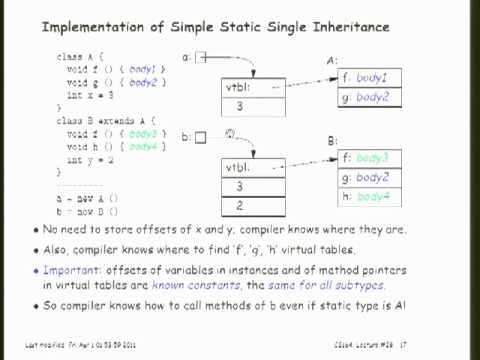 Implementation of Simple Static Single Inheritance
class A {
void f () { body1 }
void g () { body2 }
int x = 3
}
class B extends A {
void f () { body3 }
void h () { body4 }
int y = 2
}
a = new A ()
b = new B ()
a:
vtbl:
3
A:
f: body1
g: body2
b:
vtbl:
3
2
B:
f: body3
g: body2
h: body4
• No need to store offsets of x and y; compiler knows where they are.
• Also, compiler knows where to find 'f', 'g', 'h' virtual tables.
• Important: offsets of variables in instances and of method pointers
in virtual tables are known constants, the same for all subtypes.
• So compiler knows how to call methods of b even if static type is A!
Last modified: Fri Apr 1 01:53:59 2011
CS164: Lecture #28 17